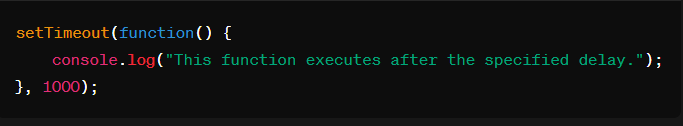 setTimeout(function() {
    console.log("This function executes after the specified delay.");
}, 1000);